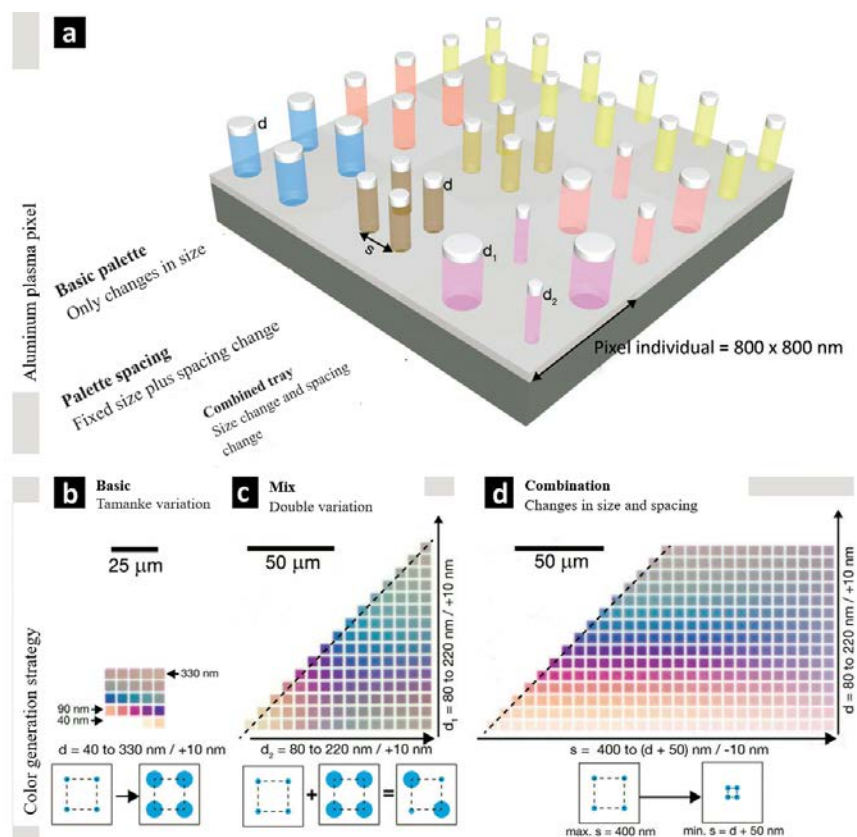 a
Aluminum plasma pixel
d
d
s
d1
d2
Pixel individual = 800 x 800 nm
Basic palette
Only changes in size
Palette spacing
Fixed size plus spacing change
Combined tray
Size change and spacing
change
Color generation strategy
b Basic
Tamanke variation
25 μm
330 nm
90 nm
40 nm
d = 40 to 330 nm / +10 nm
c Mix
Double variation
50 μm
d1 = 80 to 220 nm / +10 nm
d2 = 80 to 220 nm / +10 nm
+
=
d Combination
Changes in size and spacing
50 μm
d = 80 to 220 nm / +10 nm
s = 400 to (d + 50) nm / -10 nm
max. s = 400 nm
min. s = d + 50 nm